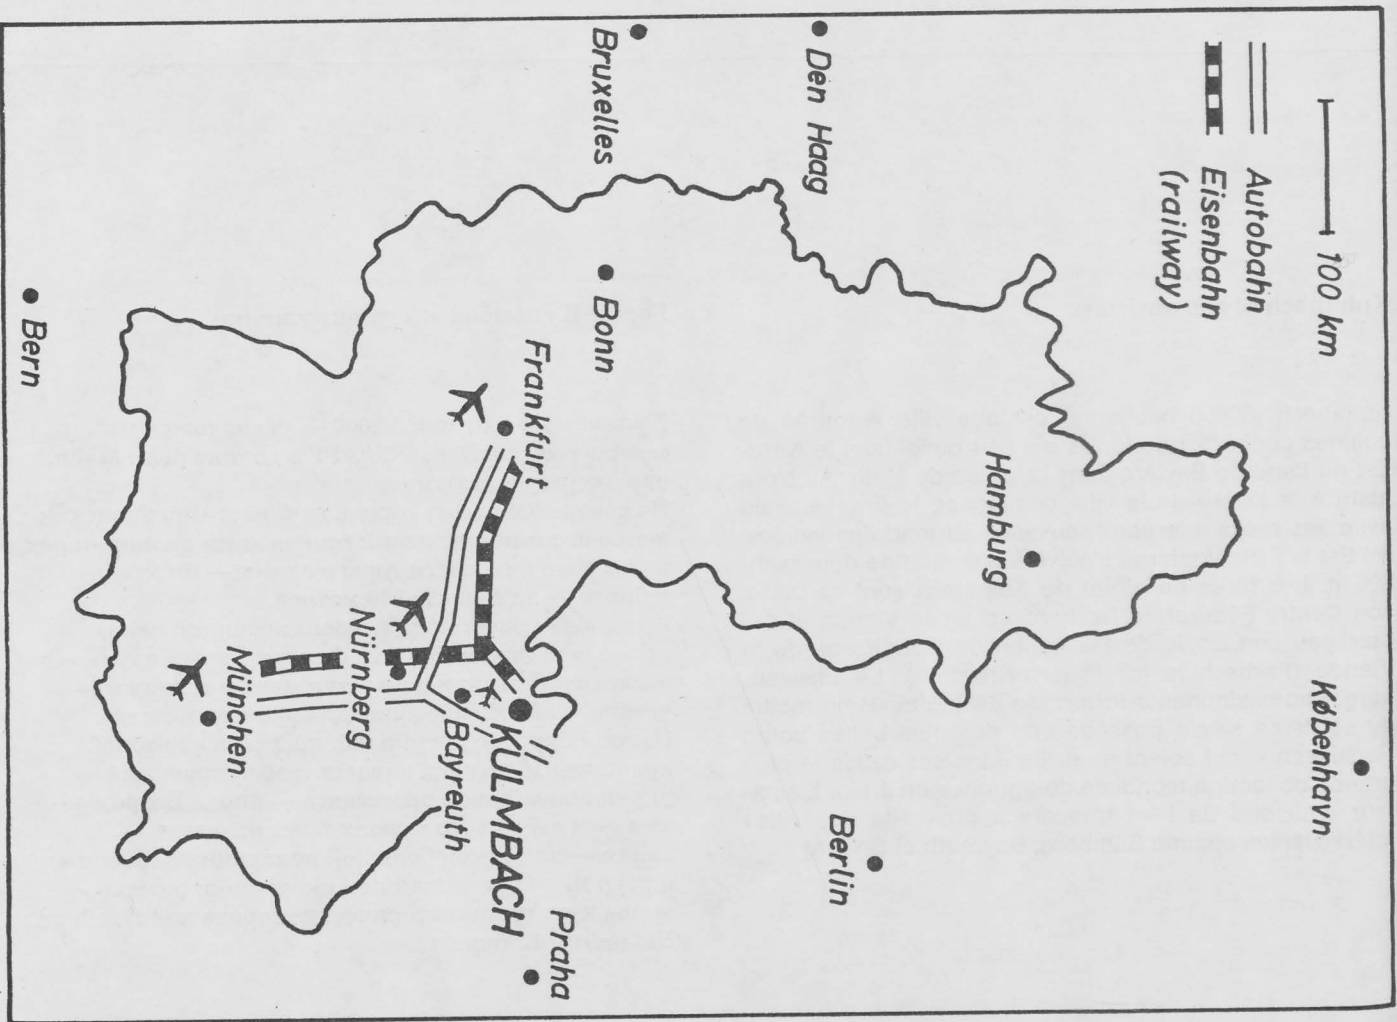 100 km
Autobahn
Eisenbahn
(railway)
København
Den Haag
Hamburg
Berlin
Bruxelles
Bonn
Frankfurt
Praha
KULMBACH
Bayreuth
Nürnberg
München
Bern